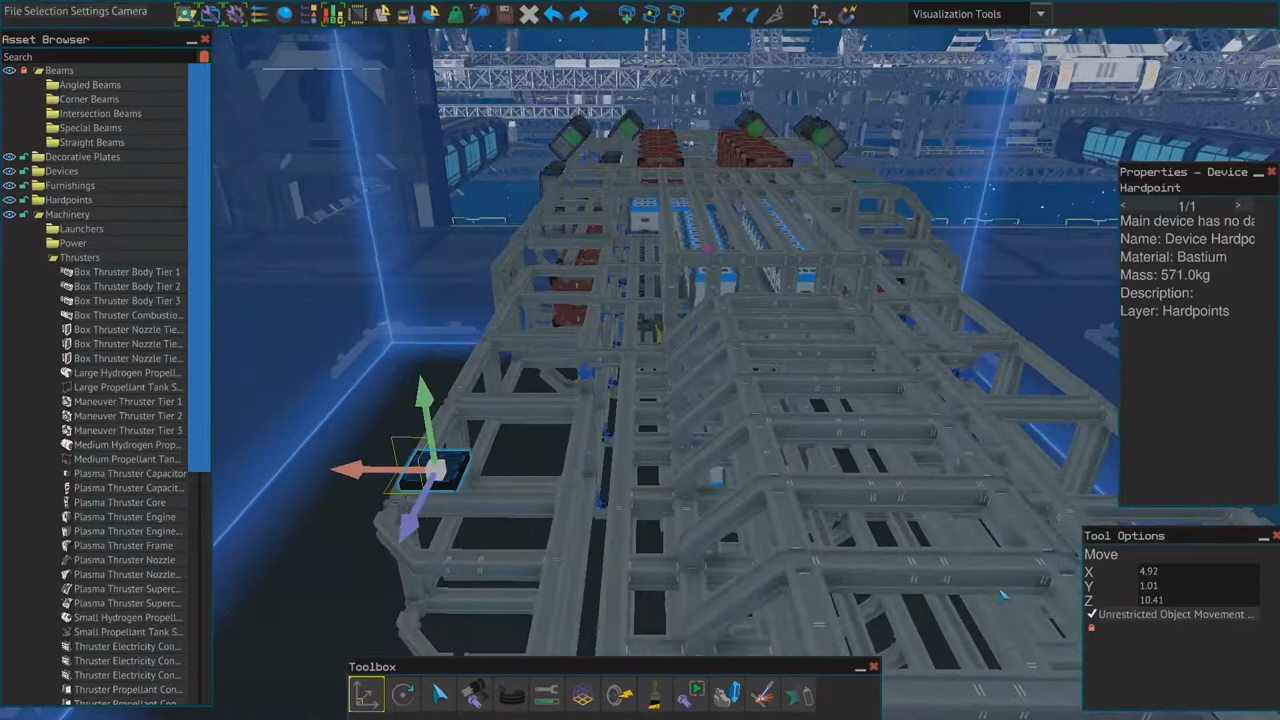 File Selection Settings Camera
Visualization Tools
Asset Browser
Search
Beams
Angled Beams
Corner Beams
Intersection Beams
Special Beams
Straight Beams
Decorative Plates
Devices
Furnishings
Hardpoints
Machinery
Launchers
Power
Thrusters
Box Thruster Body Tier 1
Box Thruster Body Tier 2
Box Thruster Body Tier 3
Box Thruster Combustio...
Box Thruster Nozzle Tie...
Box Thruster Nozzle Tie...
Box Thruster Nozzle Tie...
Large Hydrogen Propell...
Large Propellant Tank S...
Maneuver Thruster Tier 1
Maneuver Thruster Tier 2
Maneuver Thruster Tier 3
Medium Hydrogen Prop...
Medium Propellant Tan...
Plasma Thruster Capacitor
Plasma Thruster Capacit...
Plasma Thruster Core
Plasma Thruster Engine
Plasma Thruster Engine...
Plasma Thruster Frame
Plasma Thruster Nozzle
Plasma Thruster Nozzle...
Plasma Thruster Superc...
Plasma Thruster Superc...
Small Hydrogen Propell...
Small Propellant Tank S...
Thruster Electricity Con...
Thruster Electricity Con...
Thruster Electricity Con...
Thruster Propellant Con...
Properties - Device
Hardpoint
< 1/1 >
Main device has no da
Name: Device Hardpo
Material: Bastium
Mass: 571.0kg
Description:
Layer: Hardpoints
Tool Options
Move
X 4.92
Y 1.01
Z 10.41
Unrestricted Object Movement ...
Toolbox